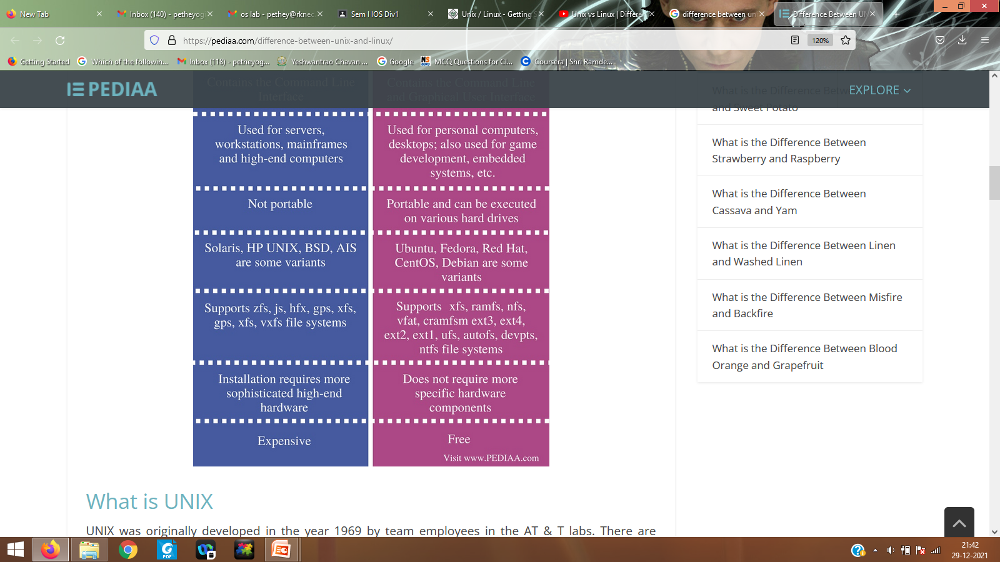 New Tab
Inbox (140) - petheyog
os lab - pethey@rknec
Sem I IOS Div1
Unix / Linux - Getting S
Unix vs Linux | Differe
difference between un
Difference Between UN
https://pediaa.com/difference-between-unix-and-linux/
120%
Getting Started
Which of the followin...
Inbox (118) - petheyog...
Yeshwantrao Chavan ...
Google
NS GURU
MCQ Questions for Cl...
Coursera | Shri Ramde...
PEDIAA
EXPLORE
Contains the Command Line
Interface
Contains the Command Line
and Graphical User Interface
Used for servers,
workstations, mainframes
and high-end computers
Used for personal computers,
desktops; also used for game
development, embedded
systems, etc.
Not portable
Portable and can be executed
on various hard drives
Solaris, HP UNIX, BSD, AIS
are some variants
Ubuntu, Fedora, Red Hat,
CentOS, Debian are some
variants
Supports zfs, js, hfx, gps, xfs,
gps, xfs, vxfs file systems
Supports xfs, ramfs, nfs,
vfat, cramfsm ext3, ext4,
ext2, ext1, ufs, autofs, devpts,
ntfs file systems
Installation requires more
sophisticated high-end
hardware
Does not require more
specific hardware
components
Expensive
Free
Visit www.PEDIAA.com
What is UNIX
UNIX was originally developed in the year 1969 by team employees in the AT & T labs. There are
What is the Difference Between
and Sweet Potato
What is the Difference Between
Strawberry and Raspberry
What is the Difference Between
Cassava and Yam
What is the Difference Between Linen
and Washed Linen
What is the Difference Between Misfire
and Backfire
What is the Difference Between Blood
Orange and Grapefruit
PDF
21:42
29-12-2021